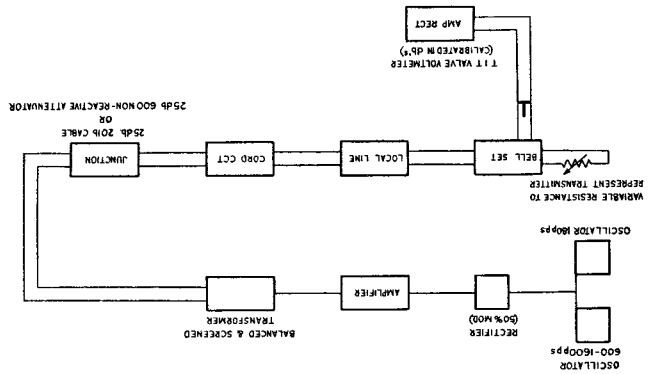 OSCILLATOR
600-1600pps
RECTIFIER
(50% MOD)
AMPLIFIER
BALANCED & SCREENED
TRANSFORMER
OSCILLATOR 180pps
VARIABLE RESISTANCE TO
REPRESENT TRANSMITTER
BELL SET
LOCAL LINE
CORD CCT
JUNCTION
25db. 20lb CABLE
OR
25db 600 NON-REACTIVE ATTENUATOR
T I T VALVE VOLTMETER
(CALIBRATED IN db's)
AMP RECT